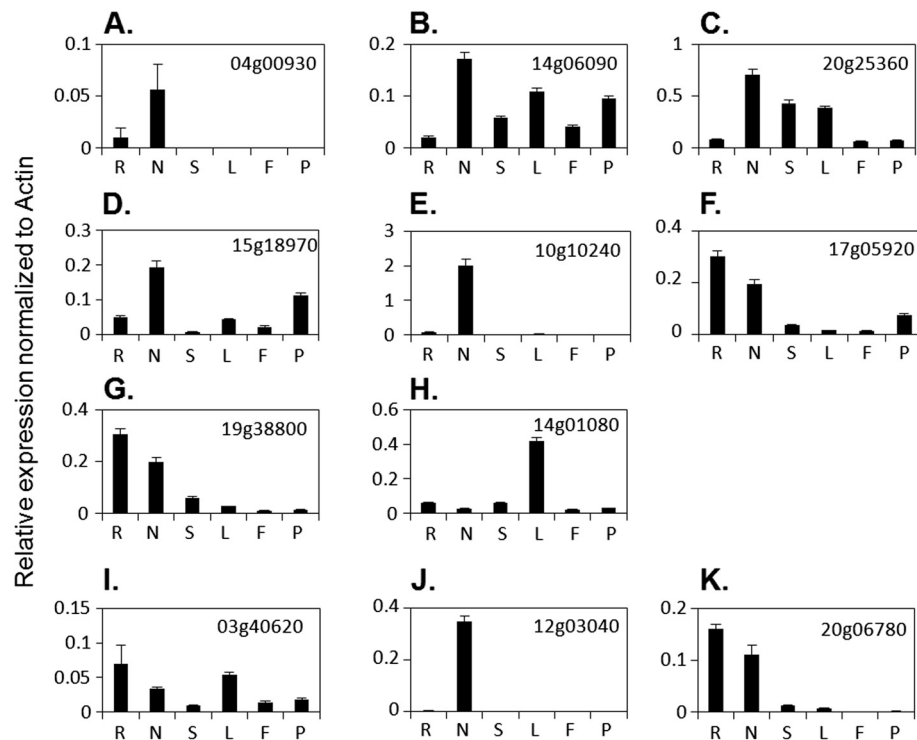 Relative expression normalized to Actin
A.
04g00930
0.1
0.05
0
R N S L F P
B.
14g06090
0.2
0.1
0
R N S L F P
C.
20g25360
1
0.5
0
R N S L F P
D.
15g18970
0.3
0.2
0.1
0
R N S L F P
E.
10g10240
3
2
1
0
R N S L F P
F.
17g05920
0.4
0.2
0
R N S L F P
G.
19g38800
0.4
0.2
0
R N S L F P
H.
14g01080
0.6
0.4
0.2
0
R N S L F P
I.
03g40620
0.15
0.1
0.05
0
R N S L F P
J.
12g03040
0.4
0.2
0
R N S L F P
K.
20g06780
0.2
0.1
0
R N S L F P